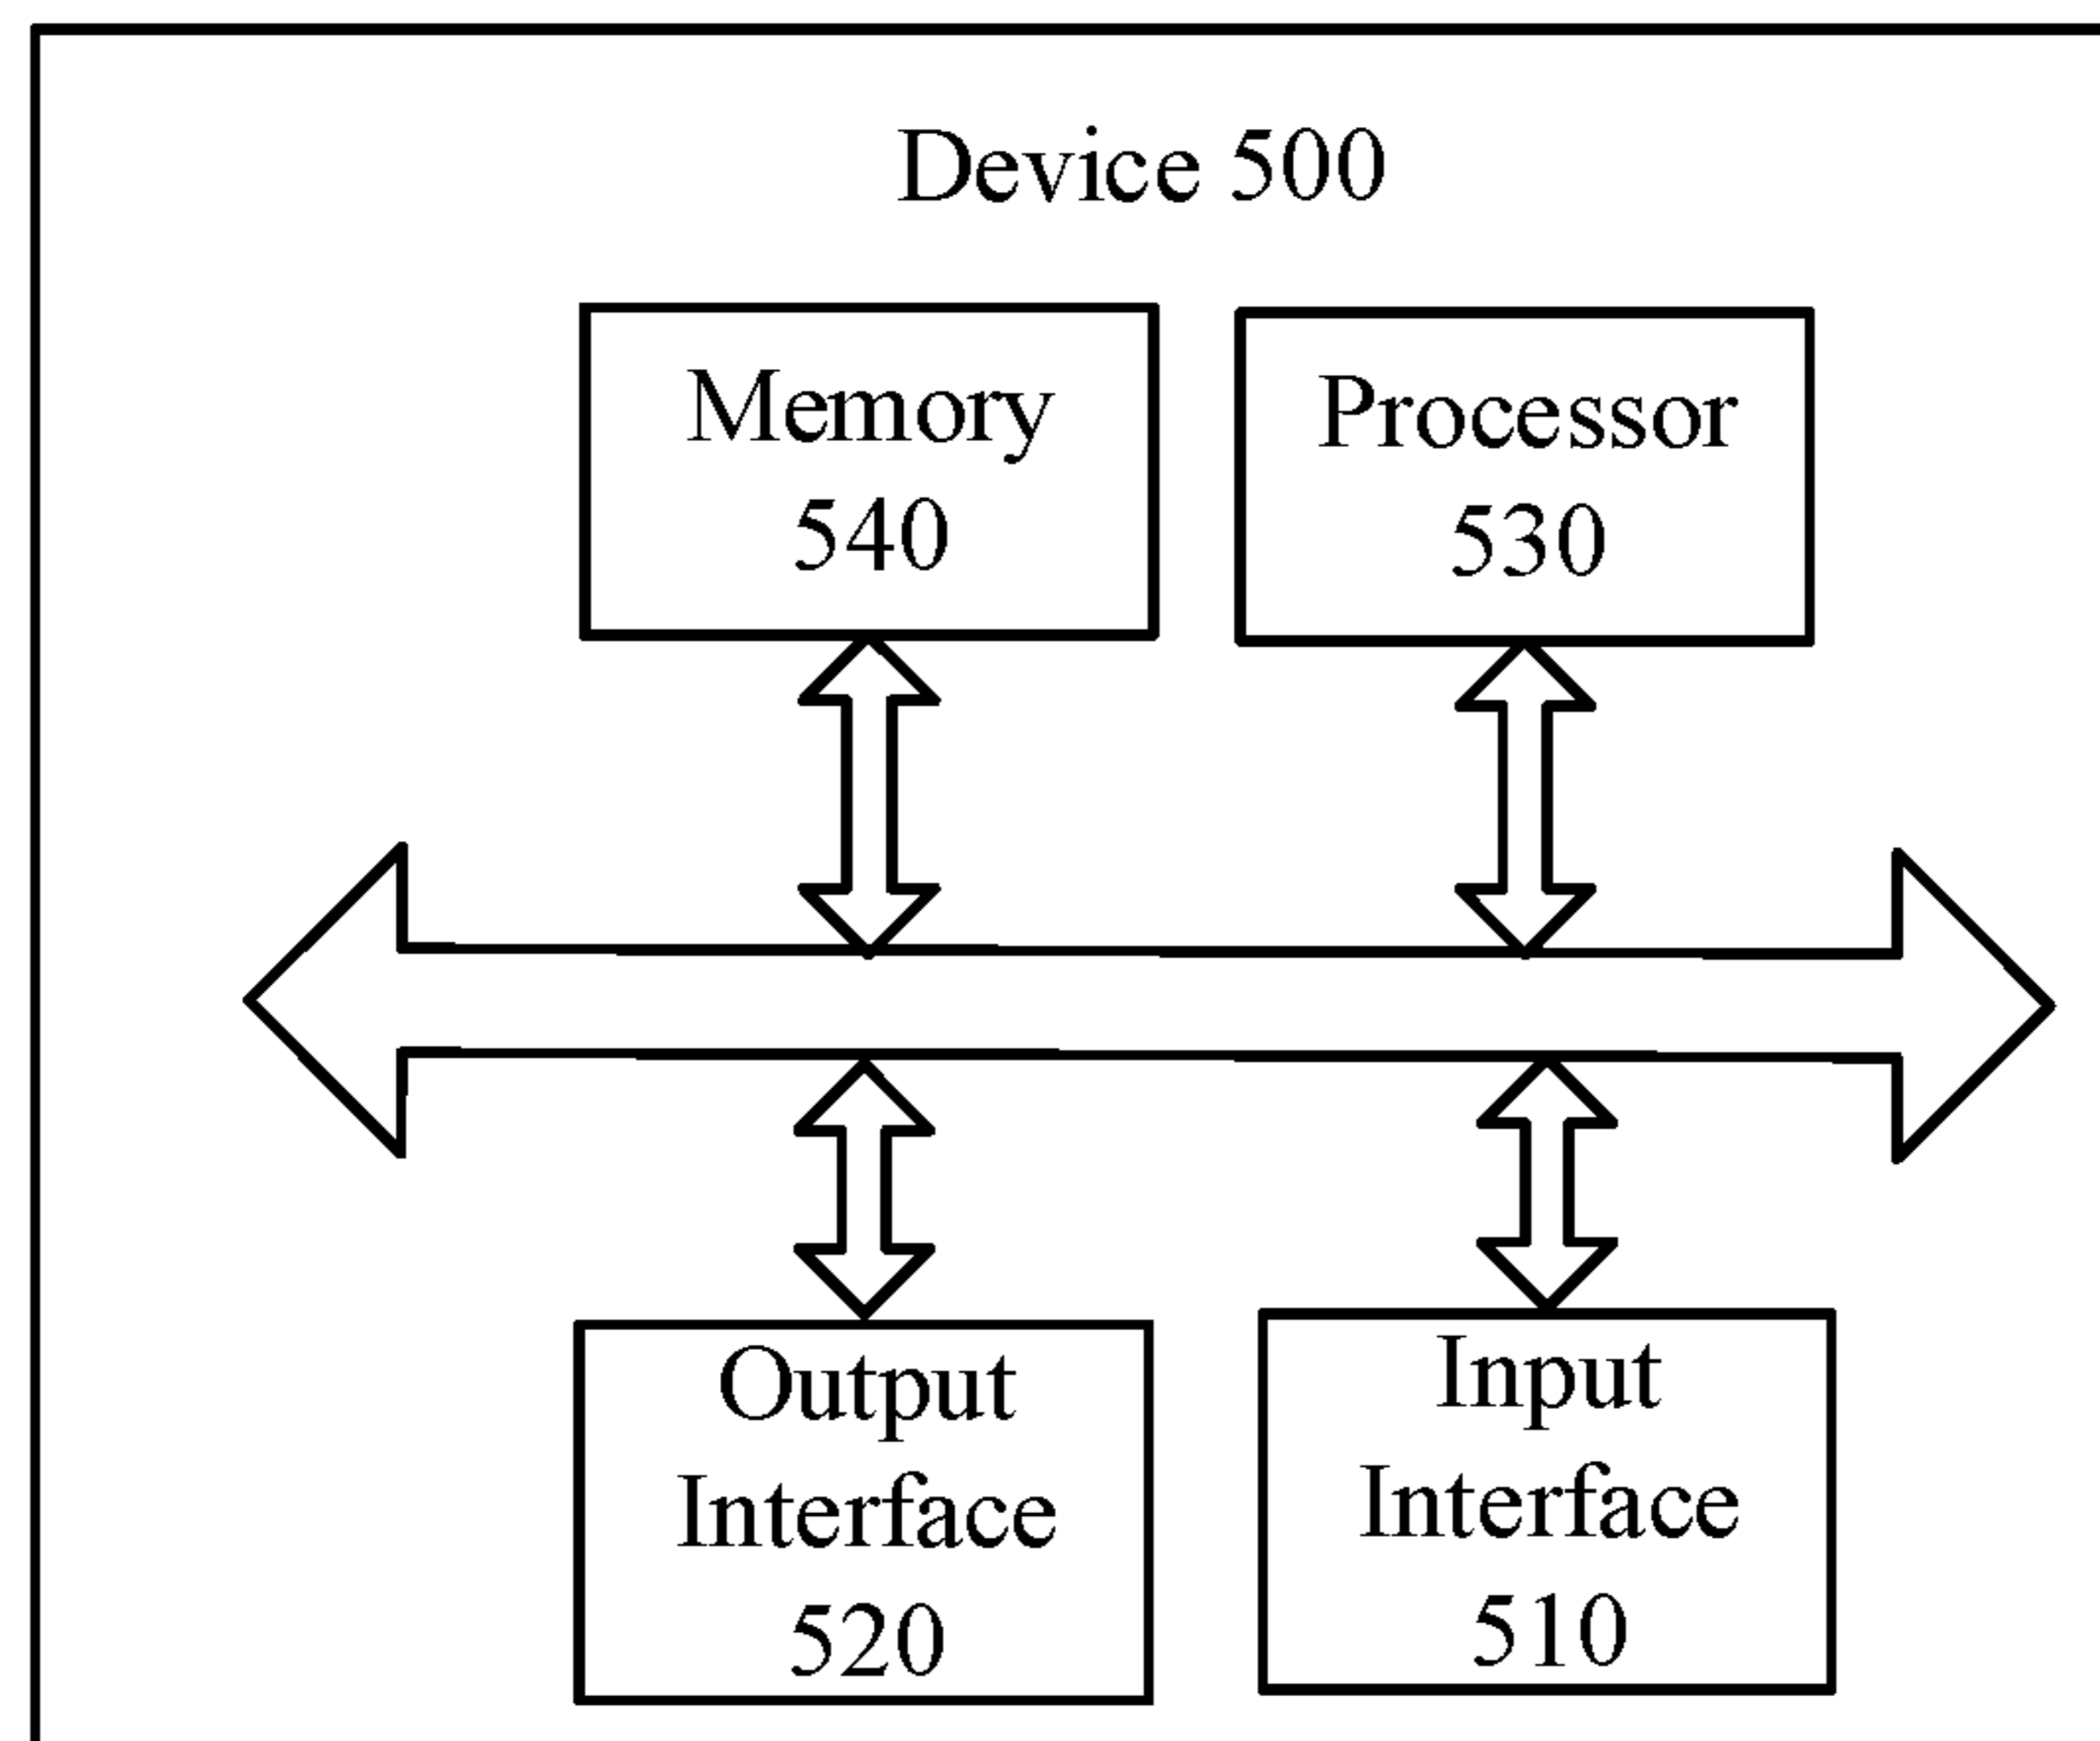 Device 500
Memory
540
Processor
530
Output
Interface
520
Input
Interface
510